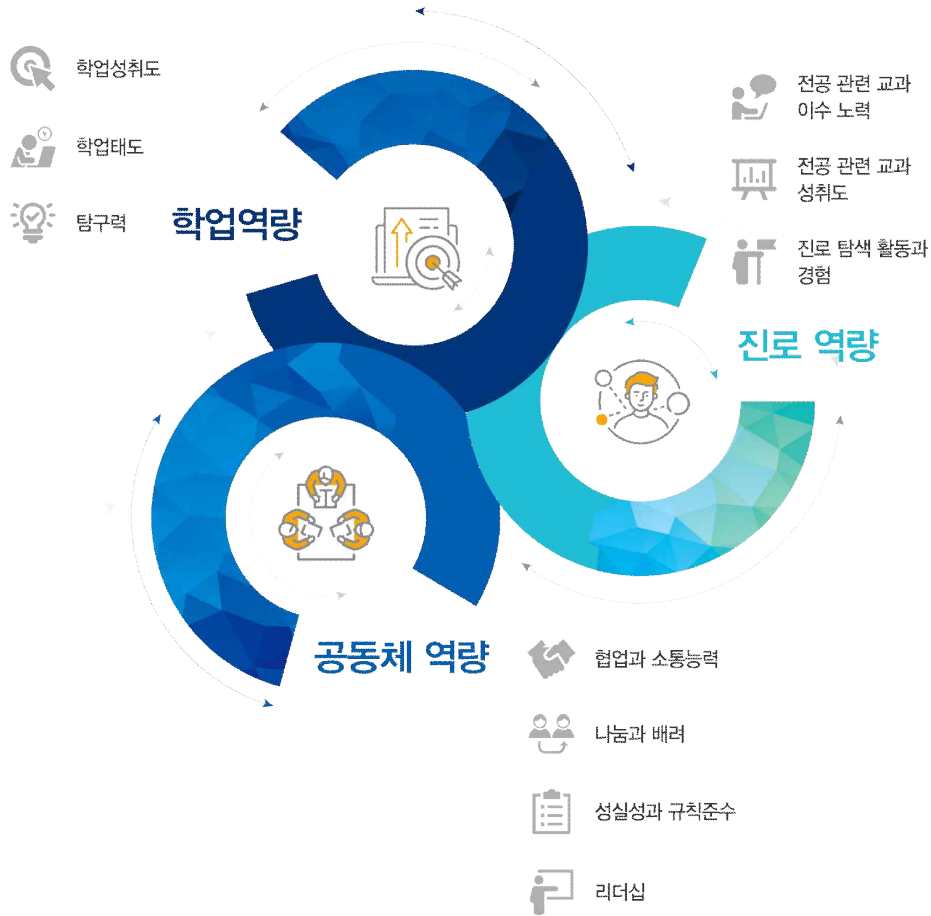 학업성취도
학업태도
탐구력
학업역량
전공 관련 교과
이수 노력
전공 관련 교과
성취도
진로 탐색 활동과
경험
진로 역량
공동체 역량
협업과 소통능력
나눔과 배려
성실성과 규칙준수
리더십